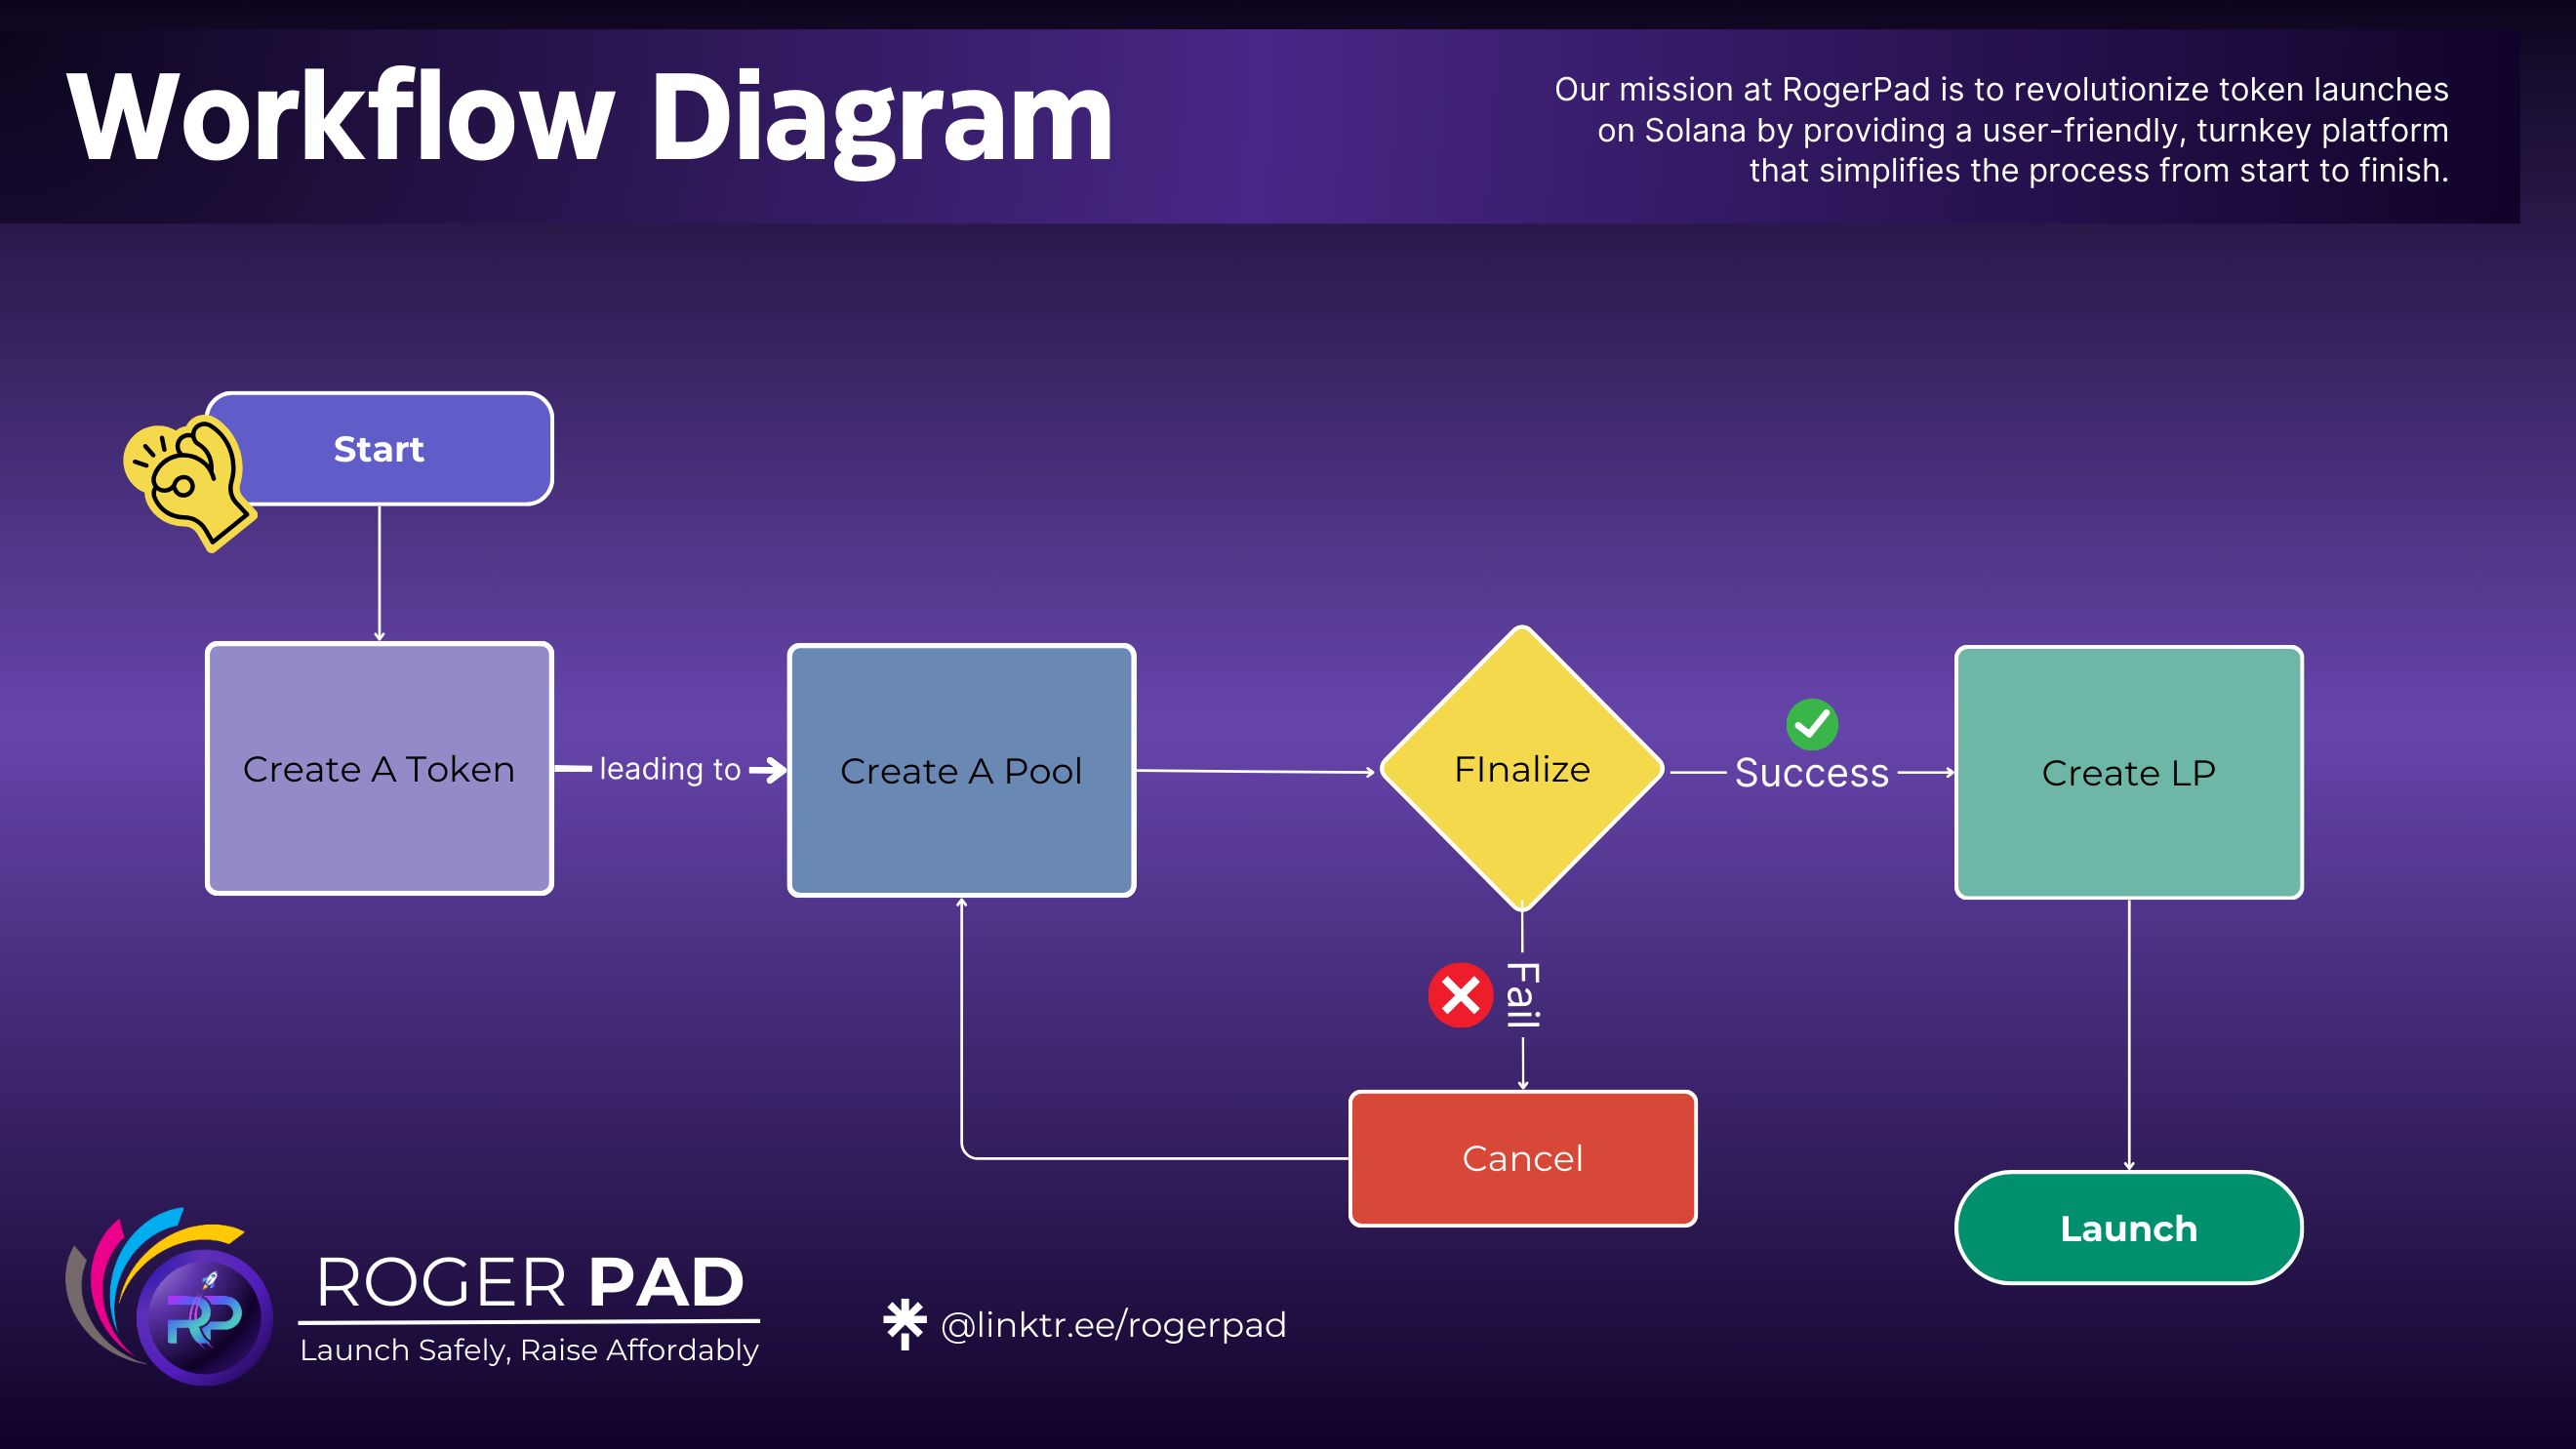 Workflow Diagram
Our mission at RogerPad is to revolutionize token launches
on Solana by providing a user-friendly, turnkey platform
that simplifies the process from start to finish.
Start
Create A Token
leading to
Create A Pool
FInalize
Success
Create LP
Fail
Cancel
Launch
RP
ROGER PAD
Launch Safely, Raise Affordably
@linktr.ee/rogerpad